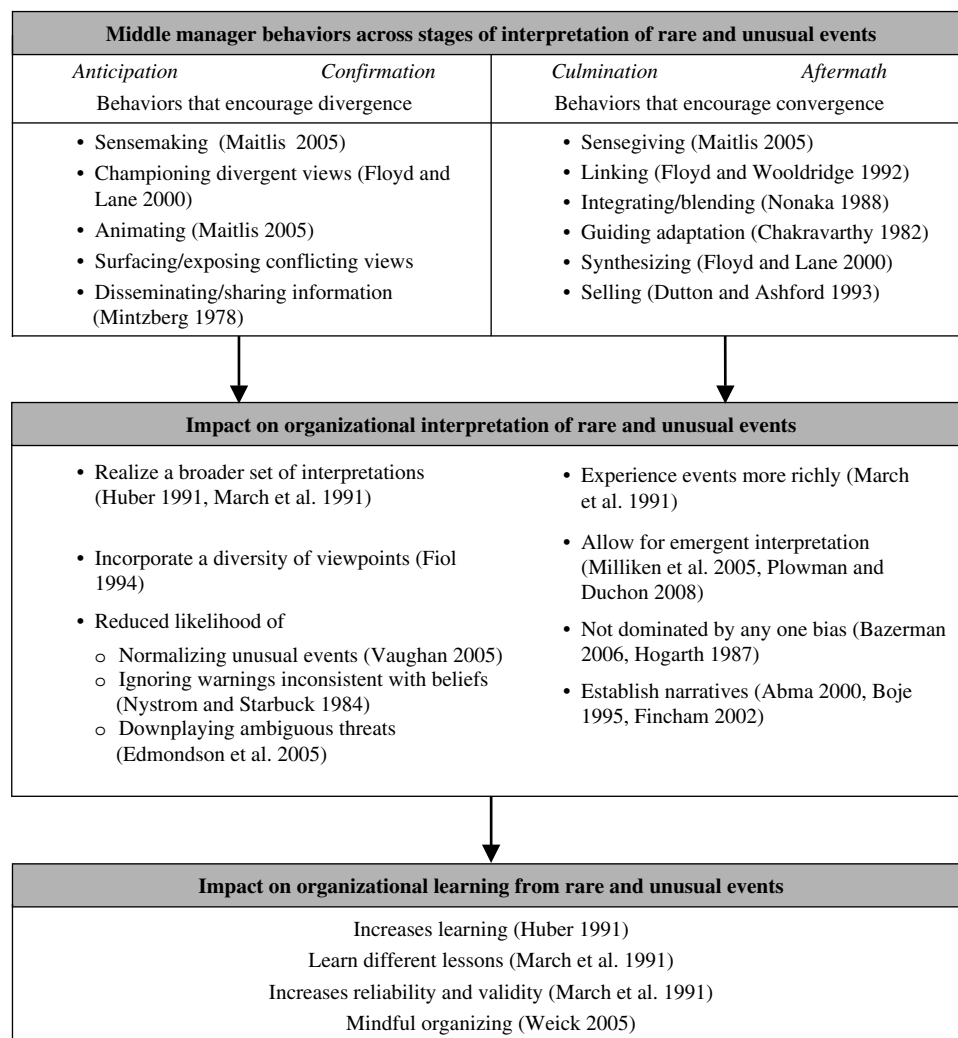 Middle manager behaviors across stages of interpretation of rare and unusual events
Anticipation Confirmation
Behaviors that encourage divergence
• Sensemaking (Maitlis 2005)
• Championing divergent views (Floyd and
Lane 2000)
• Animating (Maitlis 2005)
• Surfacing/exposing conflicting views
• Disseminating/sharing information
(Mintzberg 1978)
Culmination Aftermath
Behaviors that encourage convergence
• Sensegiving (Maitlis 2005)
• Linking (Floyd and Wooldridge 1992)
• Integrating/blending (Nonaka 1988)
• Guiding adaptation (Chakravarthy 1982)
• Synthesizing (Floyd and Lane 2000)
• Selling (Dutton and Ashford 1993)
Impact on organizational interpretation of rare and unusual events
• Realize a broader set of interpretations
(Huber 1991, March et al. 1991)
• Incorporate a diversity of viewpoints (Fiol
1994)
• Reduced likelihood of
o Normalizing unusual events (Vaughan 2005)
o Ignoring warnings inconsistent with beliefs
(Nystrom and Starbuck 1984)
o Downplaying ambiguous threats
(Edmondson et al. 2005)
• Experience events more richly (March
et al. 1991)
• Allow for emergent interpretation
(Milliken et al. 2005, Plowman and
Duchon 2008)
• Not dominated by any one bias (Bazerman
2006, Hogarth 1987)
• Establish narratives (Abma 2000, Boje
1995, Fincham 2002)
Impact on organizational learning from rare and unusual events
Increases learning (Huber 1991)
Learn different lessons (March et al. 1991)
Increases reliability and validity (March et al. 1991)
Mindful organizing (Weick 2005)